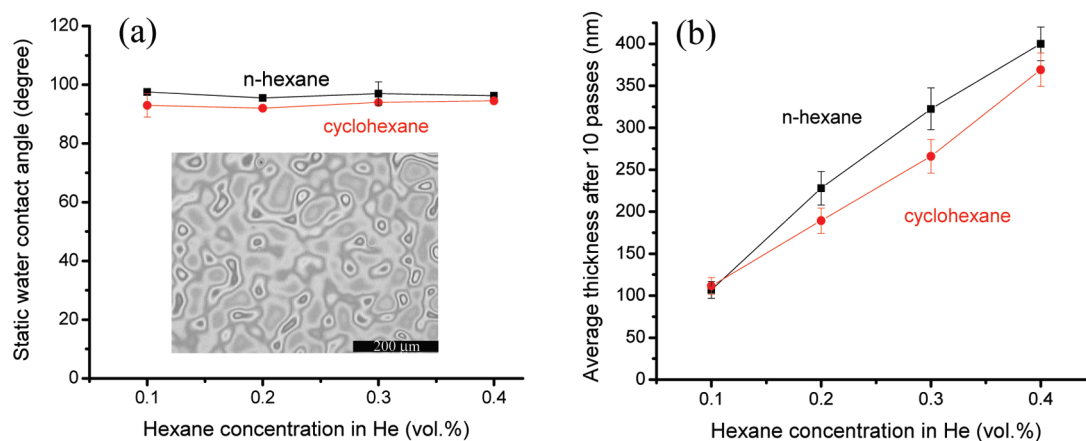 (a)
Static water contact angle (degree)
120
100
80
60
40
20
0
n-hexane
cyclohexane
200 μm
0.1 0.2 0.3 0.4
Hexane concentration in He (vol.%)
(b)
Average thickness after 10 passes (nm)
400
350
300
250
200
150
100
50
0
n-hexane
cyclohexane
0.1 0.2 0.3 0.4
Hexane concentration in He (vol.%)